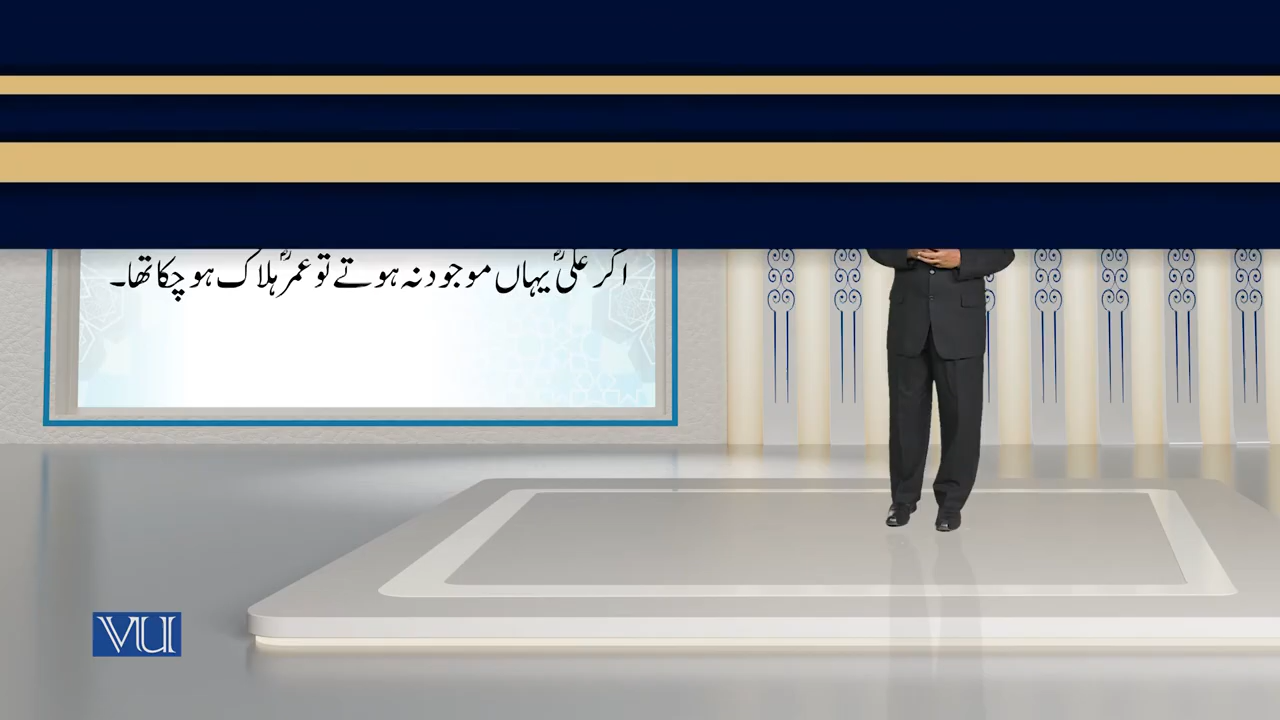 اگر علیؓ یہاں موجود نہ ہوتے تو عمرؓ ہلاک ہو چکا تھا۔
VU